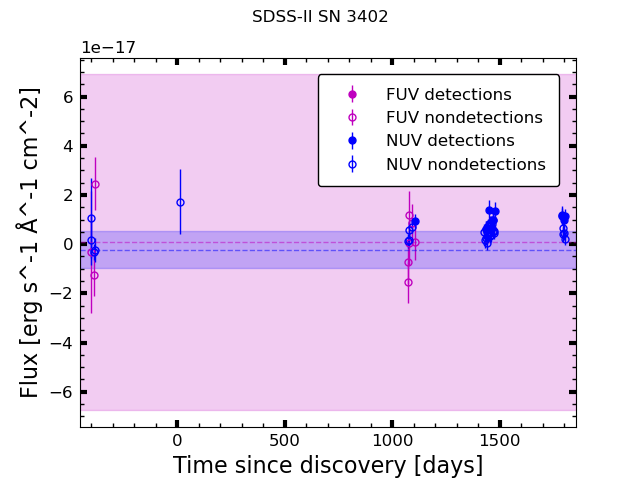 SDSS-II SN 3402
1e−17
FUV detections
FUV nondetections
NUV detections
NUV nondetections
6
4
2
0
−2
−4
−6
Flux [erg s^-1 Å^-1 cm^-2]
0 500 1000 1500
Time since discovery [days]